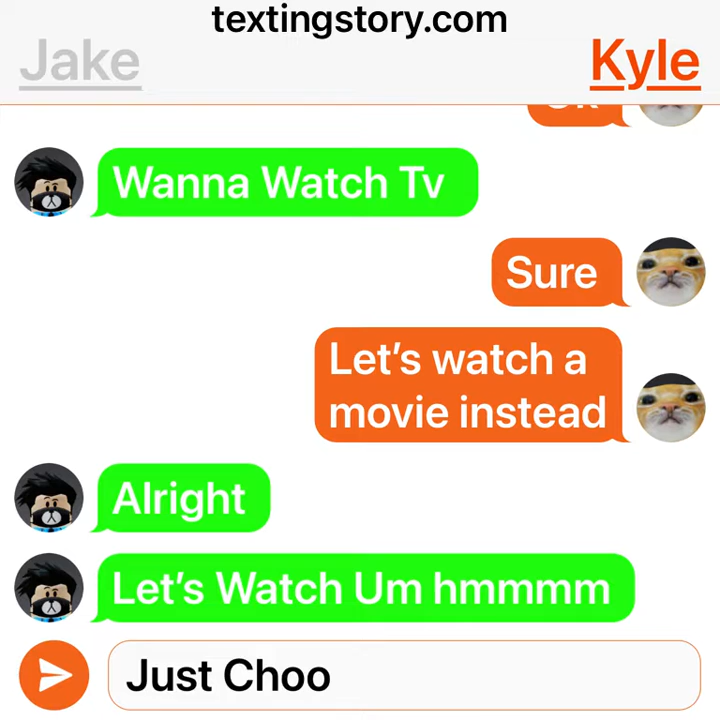 textingstory.com
Jake
Kyle
Wanna Watch Tv
Sure
Let's watch a
movie instead
Alright
Let's Watch Um hmmmm
Just Choo